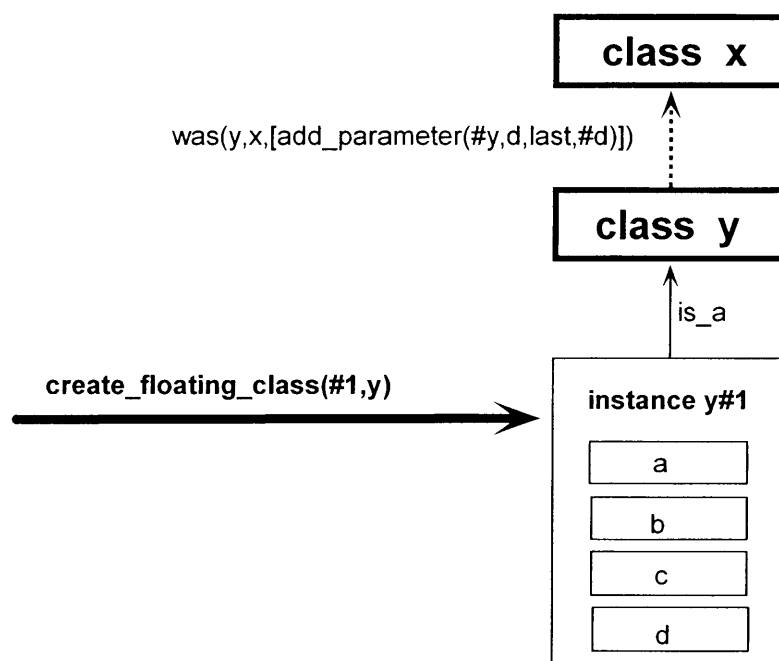 class x
was(y,x,[add_parameter(#y,d,last,#d)])
class y
is_a
create_floating_class(#1,y)
instance y#1
a
b
c
d